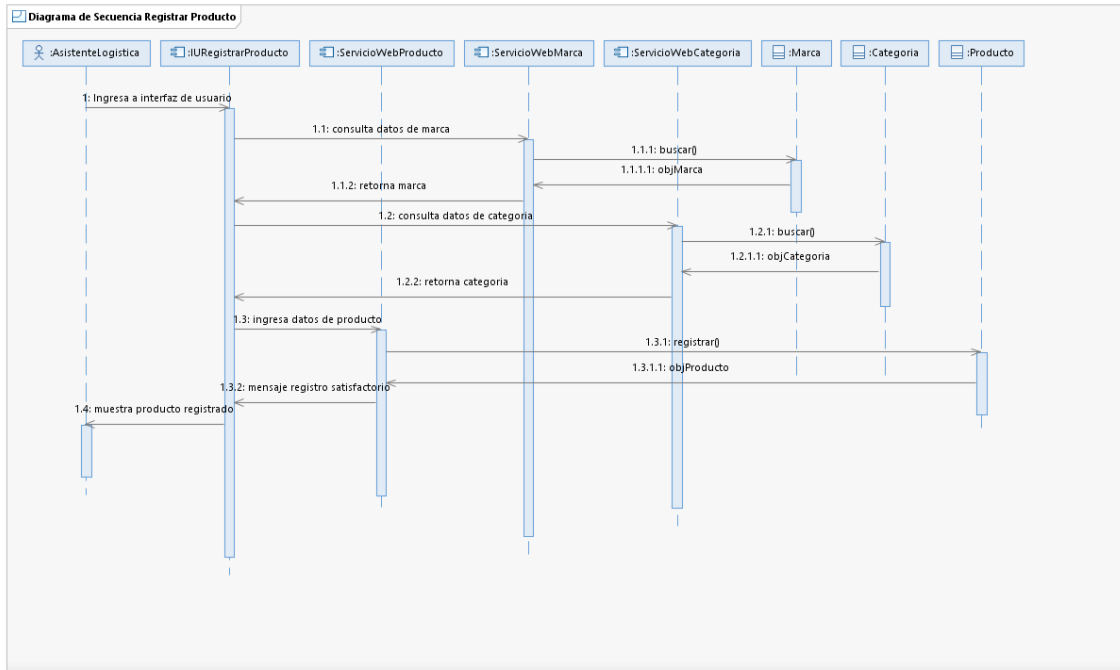 Diagrama de Secuencia Registrar Producto
:AsistenteLogistica
:IURegistrarProducto
:ServicioWebProducto
:ServicioWebMarca
:ServicioWebCategoria
:Marca
:Categoria
:Producto
1: Ingresa a interfaz de usuario
1.1: consulta datos de marca
1.1.1: buscar()
1.1.1.1: objMarca
1.1.2: retorna marca
1.2: consulta datos de categoria
1.2.1: buscar()
1.2.1.1: objCategoria
1.2.2: retorna categoria
1.3: ingresa datos de producto
1.3.1: registrar()
1.3.1.1: objProducto
1.3.2: mensaje registro satisfactorio
1.4: muestra producto registrado